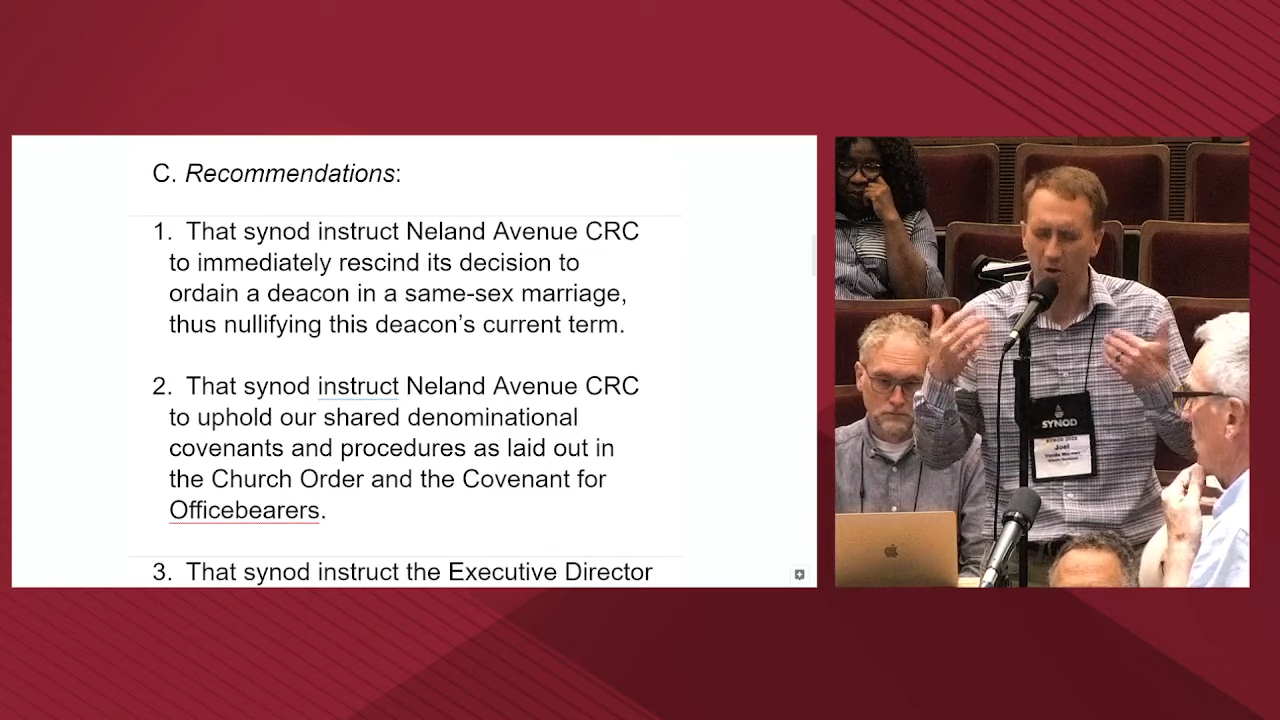 C. Recommendations:
1. That synod instruct Neland Avenue CRC
to immediately rescind its decision to
ordain a deacon in a same-sex marriage,
thus nullifying this deacon's current term.
2. That synod instruct Neland Avenue CRC
to uphold our shared denominational
covenants and procedures as laid out in
the Church Order and the Covenant for
Officebearers.
3. That synod instruct the Executive Director
SYNOD
SYNOD 2022
Joel